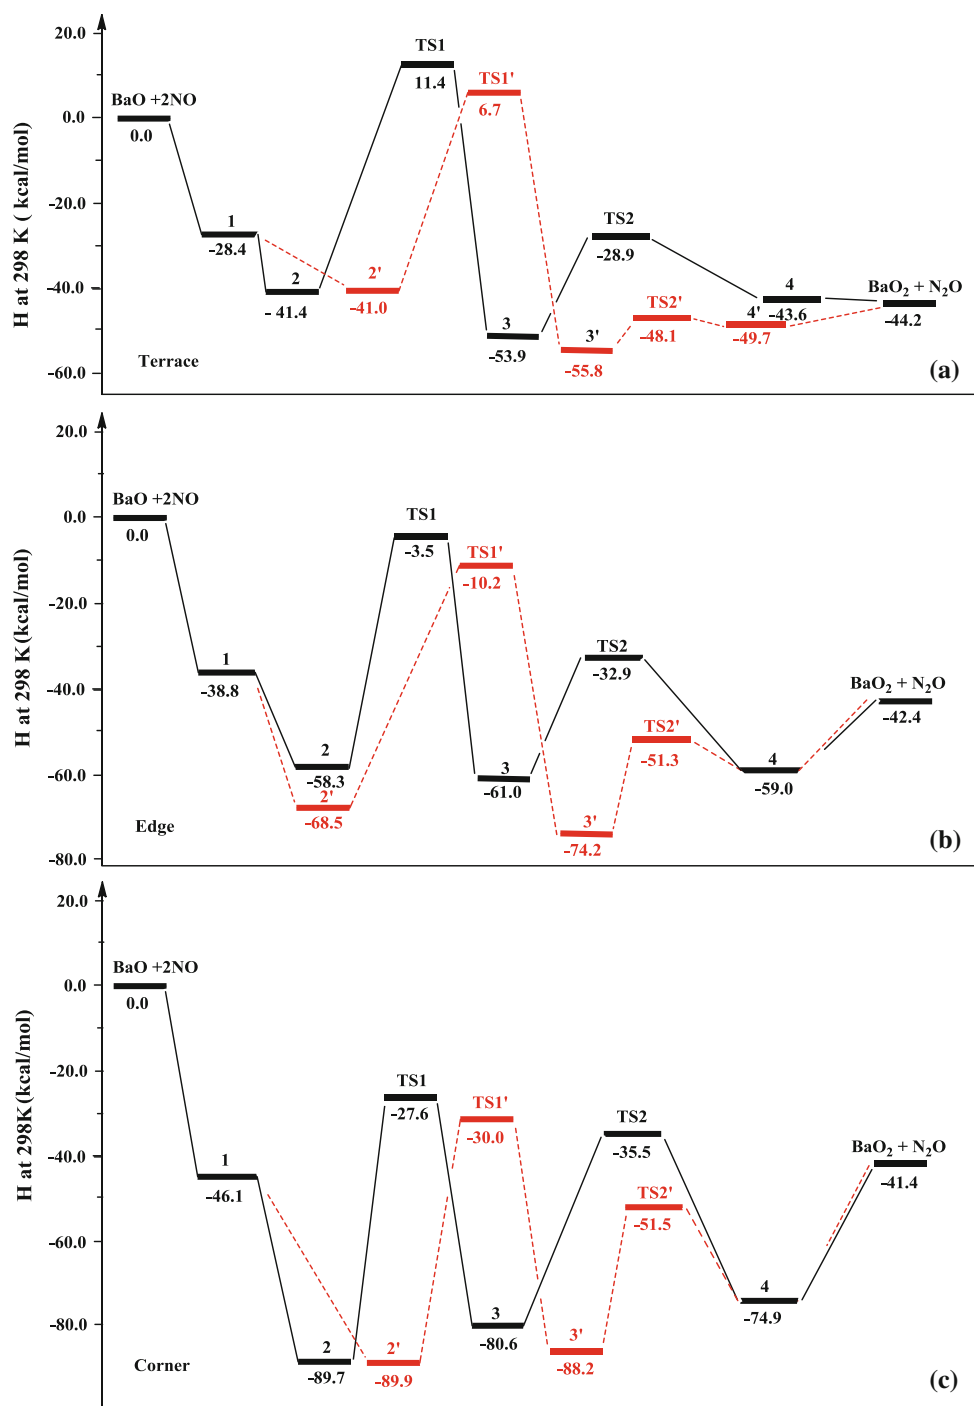 20.0
TS1
11.4
TS1'
6.7
BaO +2NO
0.0
0.0
H at 298 K ( kcal/mol)
-20.0
1
-28.4
TS2
-28.9
2
- 41.4
2'
-41.0
-40.0
4
-43.6
BaO₂ + N₂O
-44.2
TS2'
-48.1
4'
-49.7
3
-53.9
3'
-55.8
-60.0
Terrace
(a)
20.0
BaO +2NO
0.0
0.0
TS1
-3.5
TS1'
-10.2
H at 298 K(kcal/mol)
-20.0
1
-38.8
TS2
-32.9
-40.0
BaO₂ + N₂O
-42.4
2
-58.3
2'
-68.5
TS2'
-51.3
3
-61.0
4
-59.0
-60.0
3'
-74.2
-80.0
Edge
(b)
20.0
BaO +2NO
0.0
0.0
H at 298K(kcal/mol)
-20.0
TS1
-27.6
TS1'
-30.0
TS2
-35.5
-40.0
1
-46.1
BaO₂ + N₂O
-41.4
TS2'
-51.5
-60.0
4
-74.9
3
-80.6
-80.0
3'
-88.2
2
-89.7
2'
-89.9
Corner
(c)